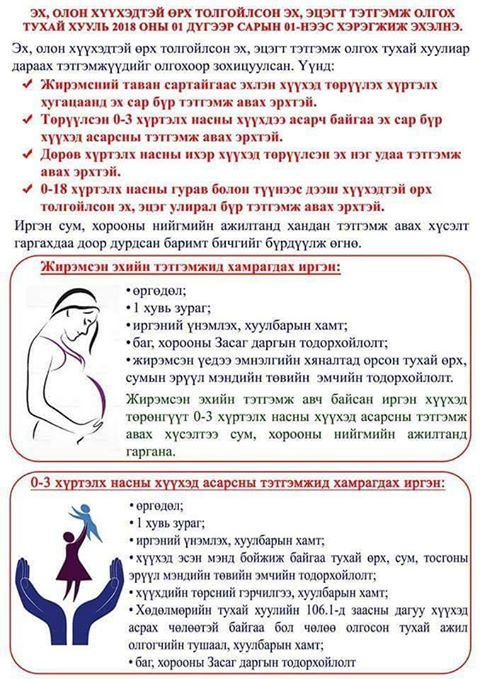 ЭХ, ОЛОН ХҮҮХЭДТЭЙ ӨРХ ТОЛГОЙЛСОН ЭХ, ЭЦЭГТ ТЭТГЭМЖ ОЛГОХ
ТУХАЙ ХУУЛЬ 2018 ОНЫ 01 ДҮГЭЭР САРЫН 01-НЭЭС ХЭРЭГЖИЖ ЭХЭЛНЭ.
Эх, олон хүүхэдтэй өрх толгойлсон эх, эцэгт тэтгэмж олгох тухай хуулиар
дараах тэтгэмжүүдийг олгохоор зохицуулсан. Үүнд:
✓ Жирэмсний таван сартайгаас эхлэн хүүхэд төрүүлэх хүртэлх
хугацаанд эх сар бүр тэтгэмж авах эрхтэй.
✓ Төрүүлсэн 0-3 хүртэлх насны хүүхдээ асарч байгаа эх сар бүр
хүүхэд асарсны тэтгэмж авах эрхтэй.
✓ Дөрөв хүртэлх насны ихэр хүүхэд төрүүлсэн эх нэг удаа тэтгэмж
авах эрхтэй.
✓ 0-18 хүртэлх насны гурав болон түүнээс дээш хүүхэдтэй өрх
толгойлсон эх, эцэг улирал бүр тэтгэмж авах эрхтэй.
Иргэн сум, хорооны нийгмийн ажилтанд хандан тэтгэмж авах хүсэлт
гаргахдаа доор дурдсан баримт бичгийг бүрдүүлж өгнө.
Жирэмсэн эхийн тэтгэмжид хамрагдах иргэн:
• өргөдөл;
• 1 хувь зураг;
• иргэний үнэмлэх, хуулбарын хамт;
• баг, хорооны Засаг даргын тодорхойлолт;
• жирэмсэн үедээ эмнэлгийн хяналтад орсон тухай өрх,
сумын эрүүл мэндийн төвийн эмчийн тодорхойлолт.
Жирэмсэн эхийн тэтгэмж авч байсан иргэн хүүхэд
төрөнгүүт 0-3 хүртэлх насны хүүхэд асарсны тэтгэмж
авах хүсэлтээ сум, хорооны нийгмийн ажилтанд
гаргана.
0-3 хүртэлх насны хүүхэд асарсны тэтгэмжид хамрагдах иргэн:
• өргөдөл;
• 1 хувь зураг;
• иргэний үнэмлэх, хуулбарын хамт;
• хүүхэд эсэн мэнд бойжиж байгаа тухай өрх, сум, тосгоны
эрүүл мэндийн төвийн эмчийн тодорхойлолт;
• хүүхдийн төрсний гэрчилгээ, хуулбарын хамт;
• Хөдөлмөрийн тухай хуулийн 106.1-д заасны дагуу хүүхэд
асрах чөлөөтэй байгаа бол чөлөө олгосон тухай ажил
олгогчийн тушаал, хуулбарын хамт;
• баг, хорооны Засаг даргын тодорхойлолт